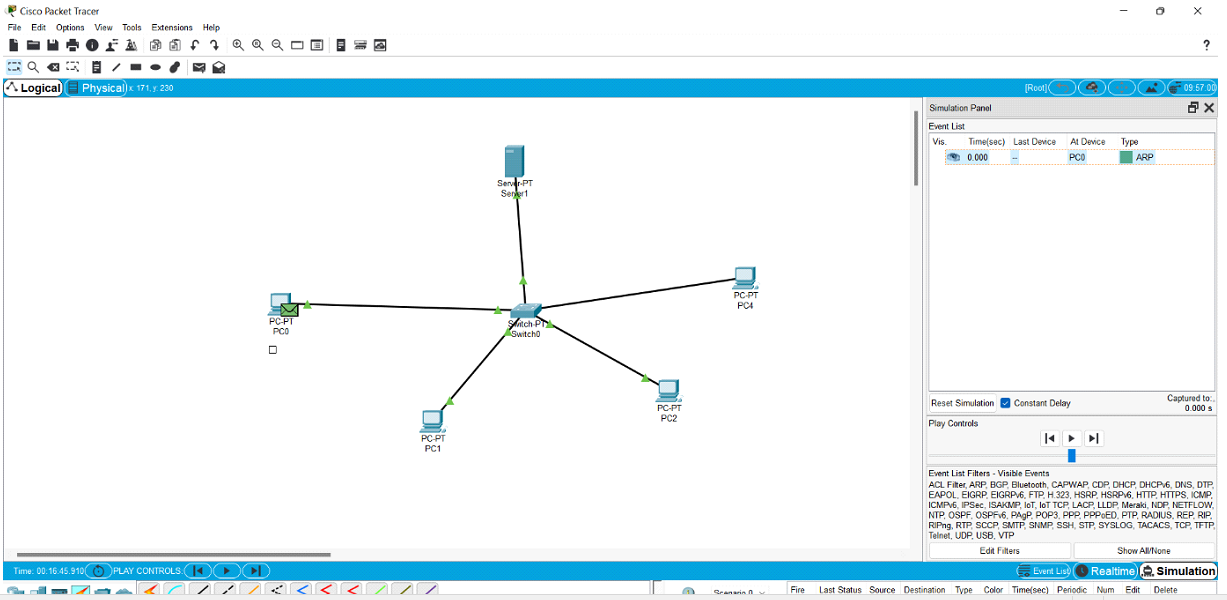 Cisco Packet Tracer
File Edit Options View Tools Extensions Help
?
Logical Physical x: 171, y: 230 [Root] 09:57:00
Server-PT
Server1
PC-PT
PC4
PC-PT
PC0
Switch-PT
Switch0
PC-PT
PC2
PC-PT
PC1
Simulation Panel
Event List
Vis. Time(sec) Last Device At Device Type
0.000 -- PC0 ARP
Reset Simulation Constant Delay Captured to:
0.000 s
Play Controls
Event List Filters - Visible Events
ACL Filter, ARP, BGP, Bluetooth, CAPWAP, CDP, DHCP, DHCPv6, DNS, DTP,
EAPOL, EIGRP, EIGRPv6, FTP, H.323, HSRP, HSRPv6, HTTP, HTTPS, ICMP,
ICMPv6, IPSec, ISAKMP, IoT, IoT TCP, LACP, LLDP, Meraki, NDP, NETFLOW,
NTP, OSPF, OSPFv6, PAgP, POP3, PPP, PPPoED, PTP, RADIUS, REP, RIP,
RIPng, RTP, SCCP, SMTP, SNMP, SSH, STP, SYSLOG, TACACS, TCP, TFTP,
Telnet, UDP, USB, VTP
Edit Filters Show All/None
Time: 00:16:45.910 PLAY CONTROLS: Event List Realtime Simulation
Scenario 0 Fire Last Status Source Destination Type Color Time(sec) Periodic Num Edit Delete